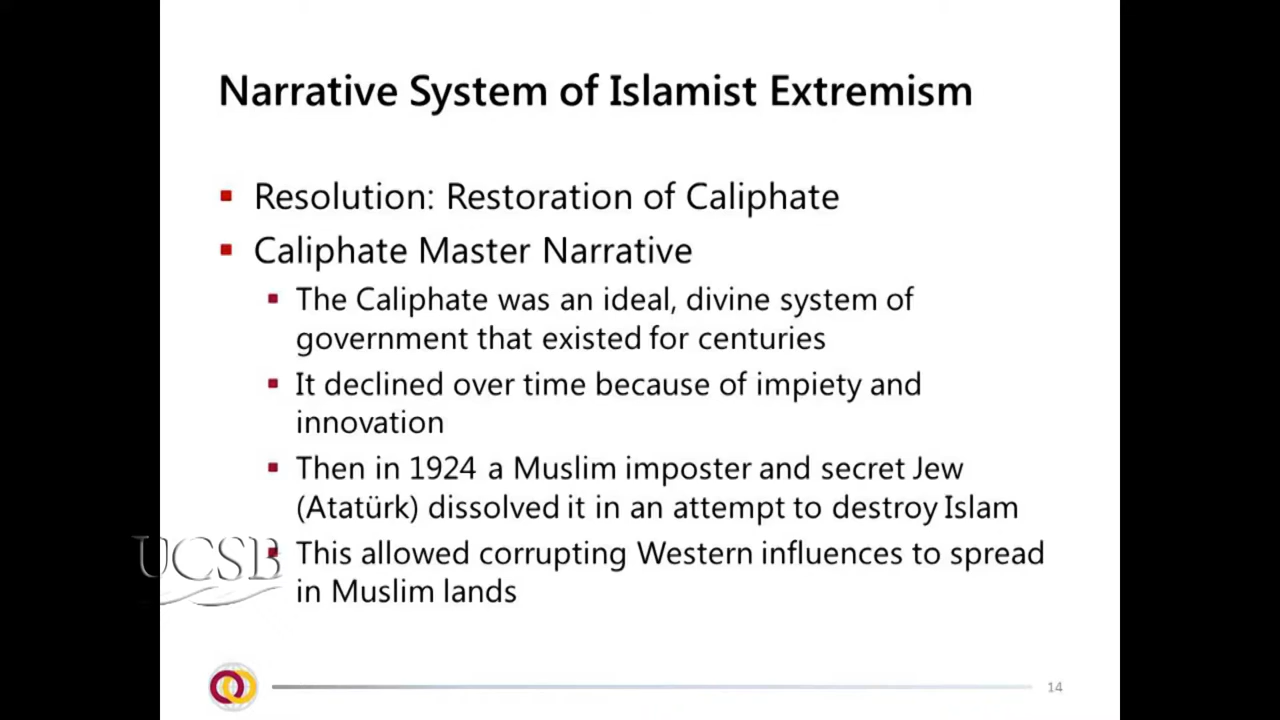 Narrative System of Islamist Extremism
Resolution: Restoration of Caliphate
Caliphate Master Narrative
The Caliphate was an ideal, divine system of
government that existed for centuries
It declined over time because of impiety and
innovation
Then in 1924 a Muslim imposter and secret Jew
(Atatürk) dissolved it in an attempt to destroy Islam
This allowed corrupting Western influences to spread
in Muslim lands
UCSB
14